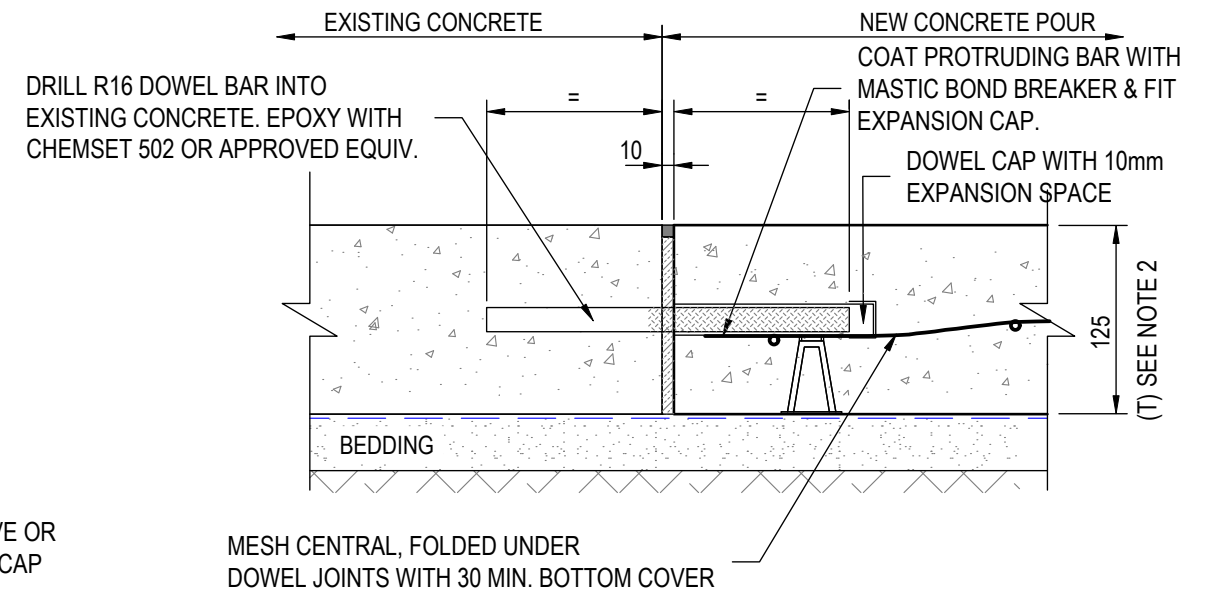 EXISTING CONCRETE
NEW CONCRETE POUR
DRILL R16 DOWEL BAR INTO
EXISTING CONCRETE. EPOXY WITH
CHEMSET 502 OR APPROVED EQUIV.
=
=
10
COAT PROTRUDING BAR WITH
MASTIC BOND BREAKER & FIT
EXPANSION CAP.
DOWEL CAP WITH 10mm
EXPANSION SPACE
125
(T) SEE NOTE 2
BEDDING
VE OR
CAP
MESH CENTRAL, FOLDED UNDER
DOWEL JOINTS WITH 30 MIN. BOTTOM COVER